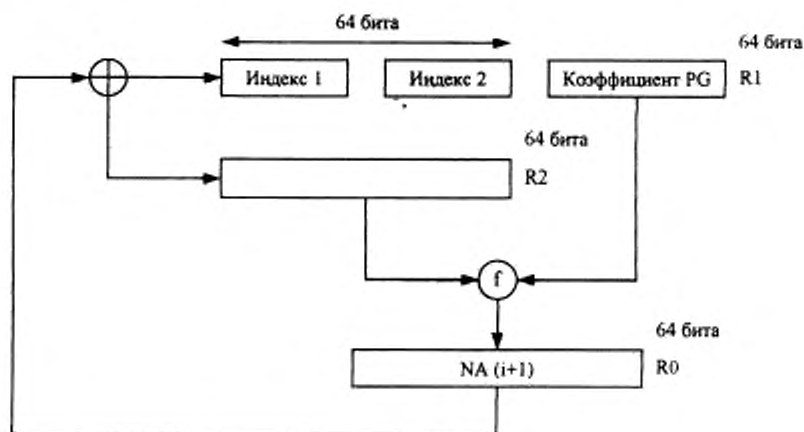 64 бита
64 бита
Индекс 1
Индекс 2
Коэффициент PG
R1
64 бита
R2
f
64 бита
NA (i+1)
R0